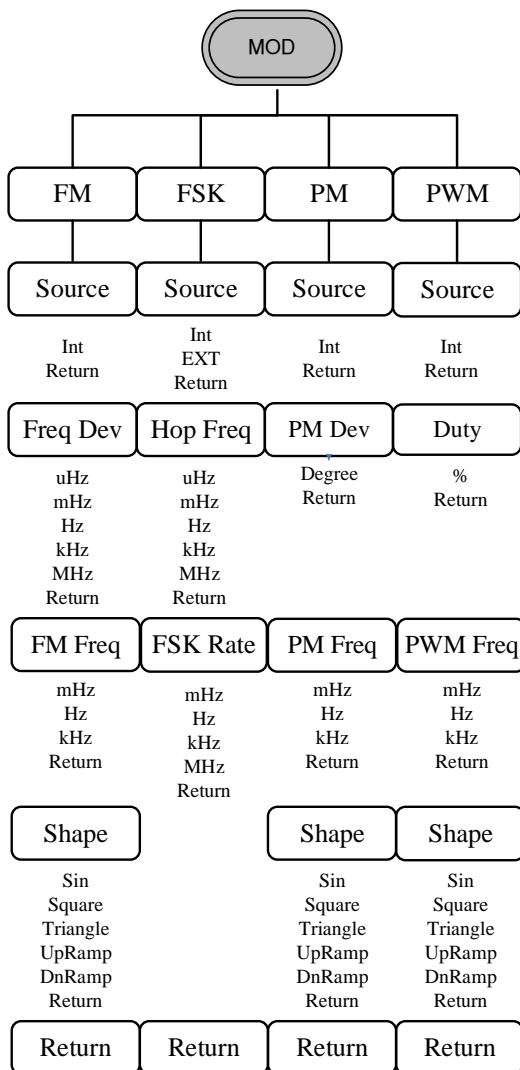 MOD
FM FSK PM PWM
Source Source Source Source
Int Int Int Int
Return EXT Return Return
Return
Freq Dev Hop Freq PM Dev Duty
uHz uHz Degree %
mHz mHz Return Return
Hz Hz
kHz kHz
MHz MHz
Return Return
FM Freq FSK Rate PM Freq PWM Freq
mHz mHz mHz mHz
Hz Hz Hz Hz
kHz kHz kHz kHz
Return MHz Return Return
Return
Shape Shape Shape
Sin Sin Sin
Square Square Square
Triangle Triangle Triangle
UpRamp UpRamp UpRamp
DnRamp DnRamp DnRamp
Return Return Return
Return Return Return Return